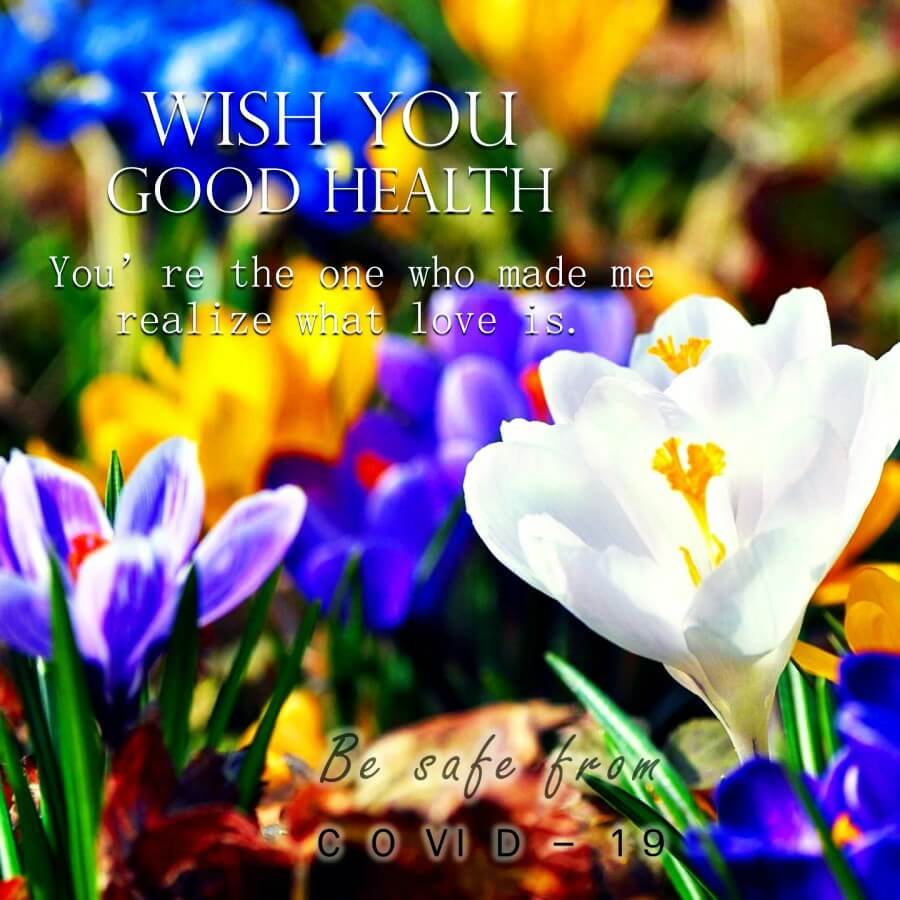 WISH YOU
GOOD HEALTH
You're the one who made me
realize what love is.
Be safe from
COVID-19